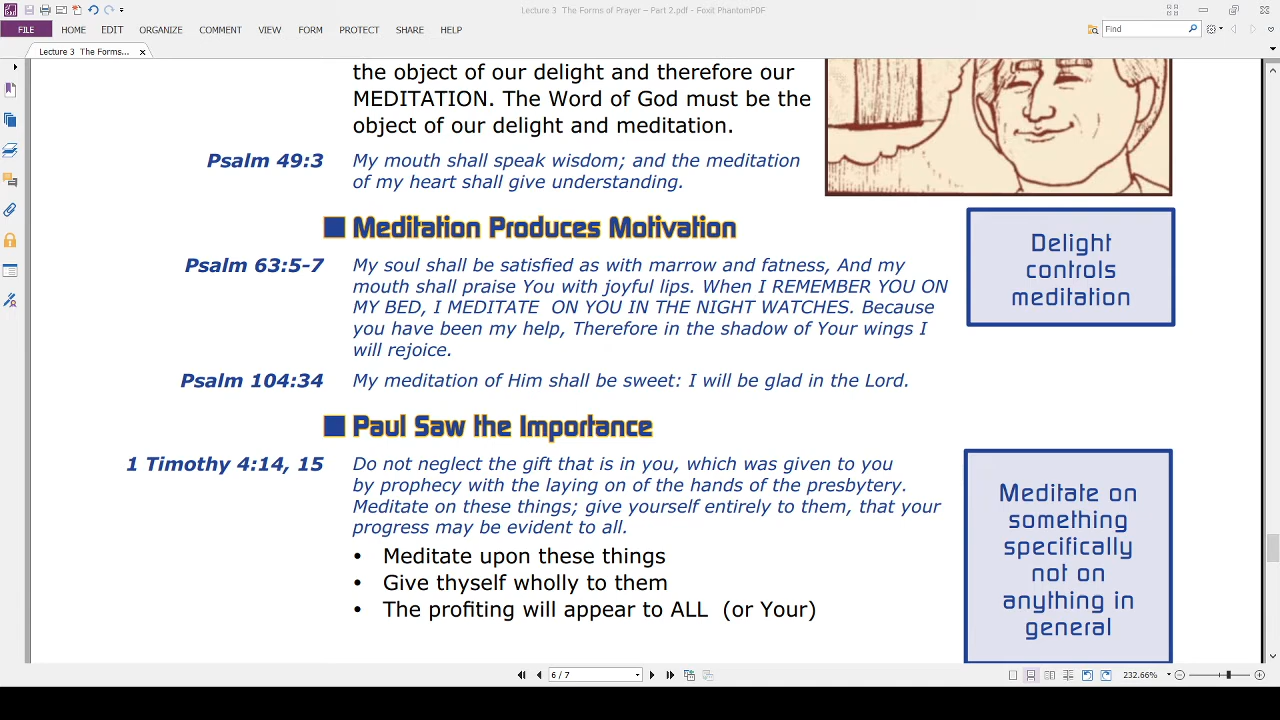 Lecture 3  The Forms of Prayer – Part 2.pdf - Foxit PhantomPDF
FILE HOME EDIT ORGANIZE COMMENT VIEW FORM PROTECT SHARE HELP
Find
Lecture 3  The Forms...
the object of our delight and therefore our
MEDITATION. The Word of God must be the
object of our delight and meditation.
Psalm 49:3 My mouth shall speak wisdom; and the meditation
of my heart shall give understanding.
Meditation Produces Motivation
Psalm 63:5-7 My soul shall be satisfied as with marrow and fatness, And my
mouth shall praise You with joyful lips. When I REMEMBER YOU ON
MY BED, I MEDITATE  ON YOU IN THE NIGHT WATCHES. Because
you have been my help, Therefore in the shadow of Your wings I
will rejoice.
Delight
controls
meditation
Psalm 104:34 My meditation of Him shall be sweet: I will be glad in the Lord.
Paul Saw the Importance
1 Timothy 4:14, 15 Do not neglect the gift that is in you, which was given to you
by prophecy with the laying on of the hands of the presbytery.
Meditate on these things; give yourself entirely to them, that your
progress may be evident to all.
• Meditate upon these things
• Give thyself wholly to them
• The profiting will appear to ALL  (or Your)
Meditate on
something
specifically
not on
anything in
general
6 / 7
232.66%